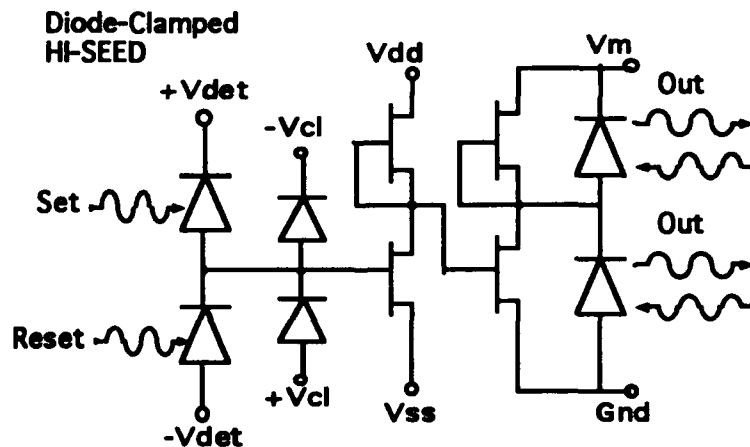 Diode-Clamped
HI-SEED
Vdd
Vm
+Vdet
-Vcl
Out
Set
Out
Reset
+Vcl
Vss
Gnd
-Vdet